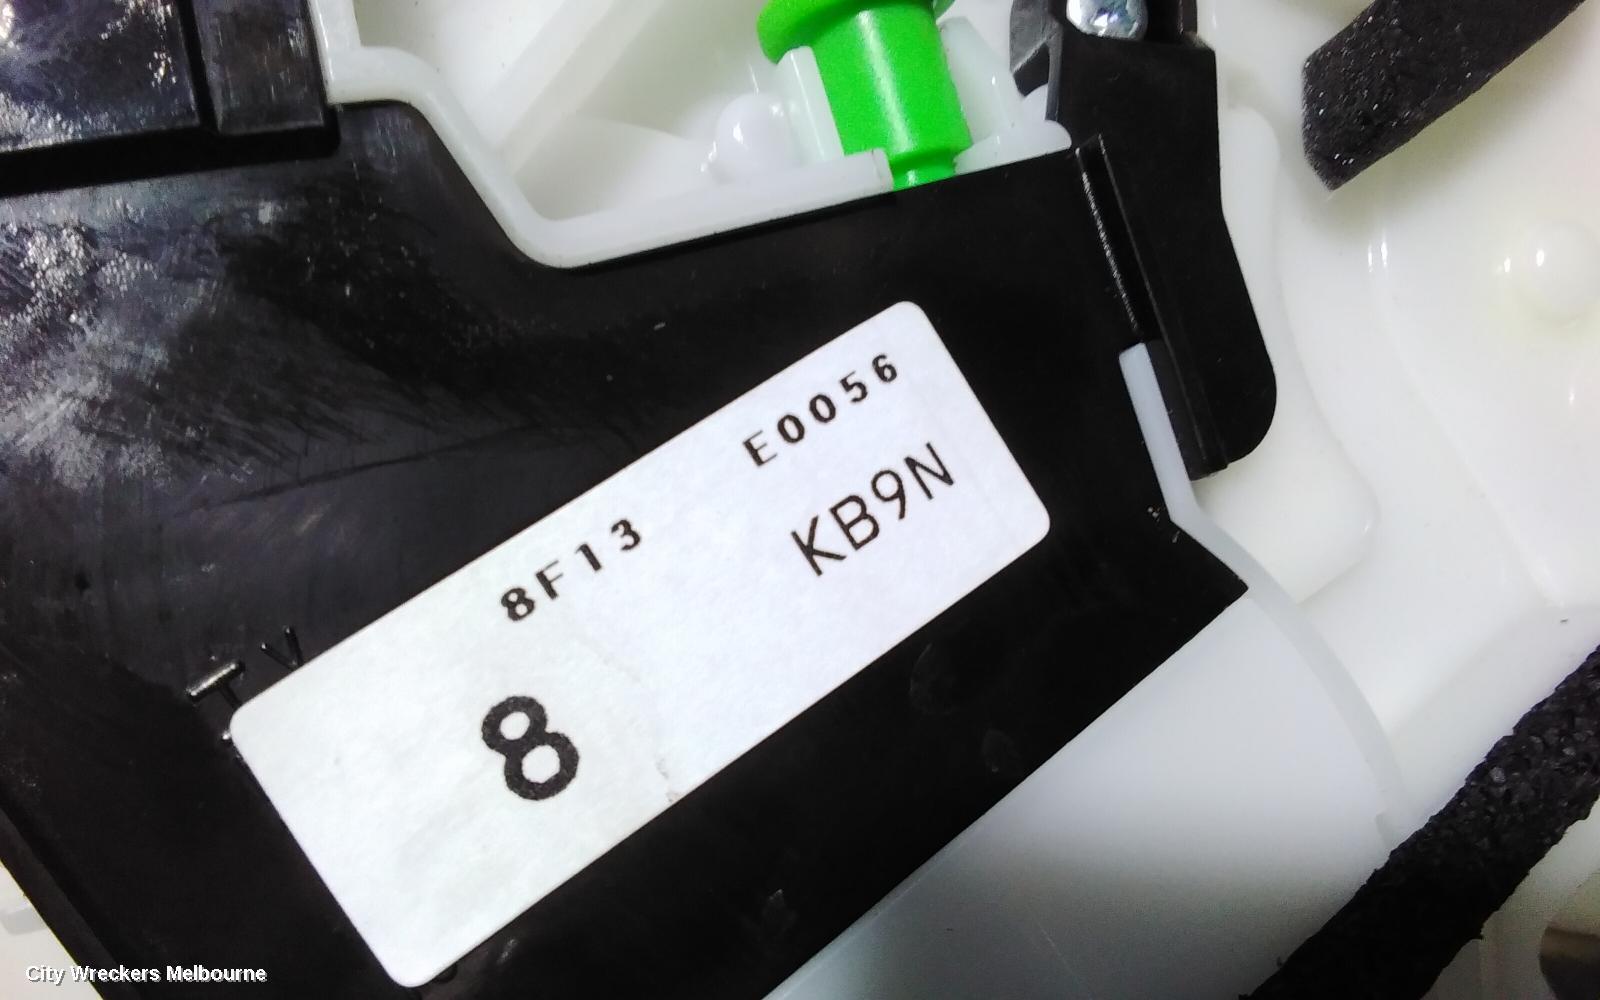 8F13 E0056
8 KB9N
City Wreckers Melbourne